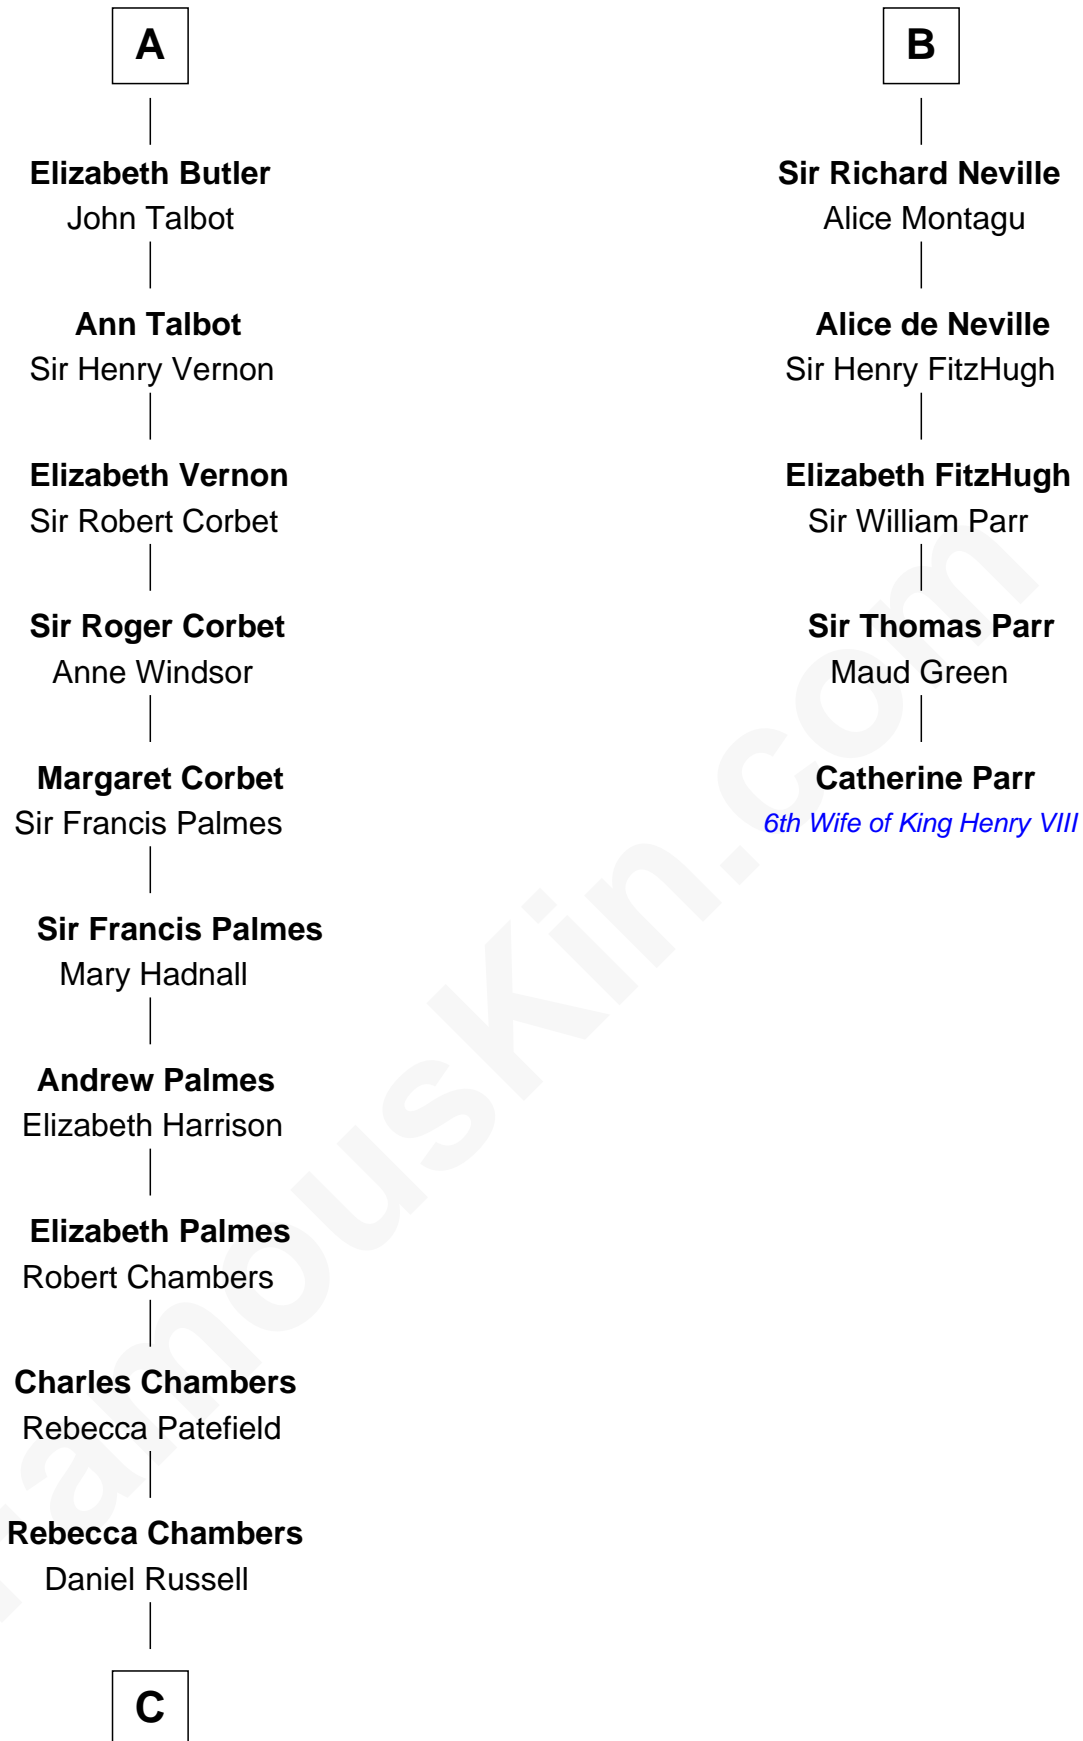 A
Elizabeth Butler
John Talbot
Ann Talbot
Sir Henry Vernon
Elizabeth Vernon
Sir Robert Corbet
Sir Roger Corbet
Anne Windsor
Margaret Corbet
Sir Francis Palmes
Sir Francis Palmes
Mary Hadnall
Andrew Palmes
Elizabeth Harrison
Elizabeth Palmes
Robert Chambers
Charles Chambers
Rebecca Patefield
Rebecca Chambers
Daniel Russell
C
B
Sir Richard Neville
Alice Montagu
Alice de Neville
Sir Henry FitzHugh
Elizabeth FitzHugh
Sir William Parr
Sir Thomas Parr
Maud Green
Catherine Parr
6th Wife of King Henry VIII
FamousKin.com